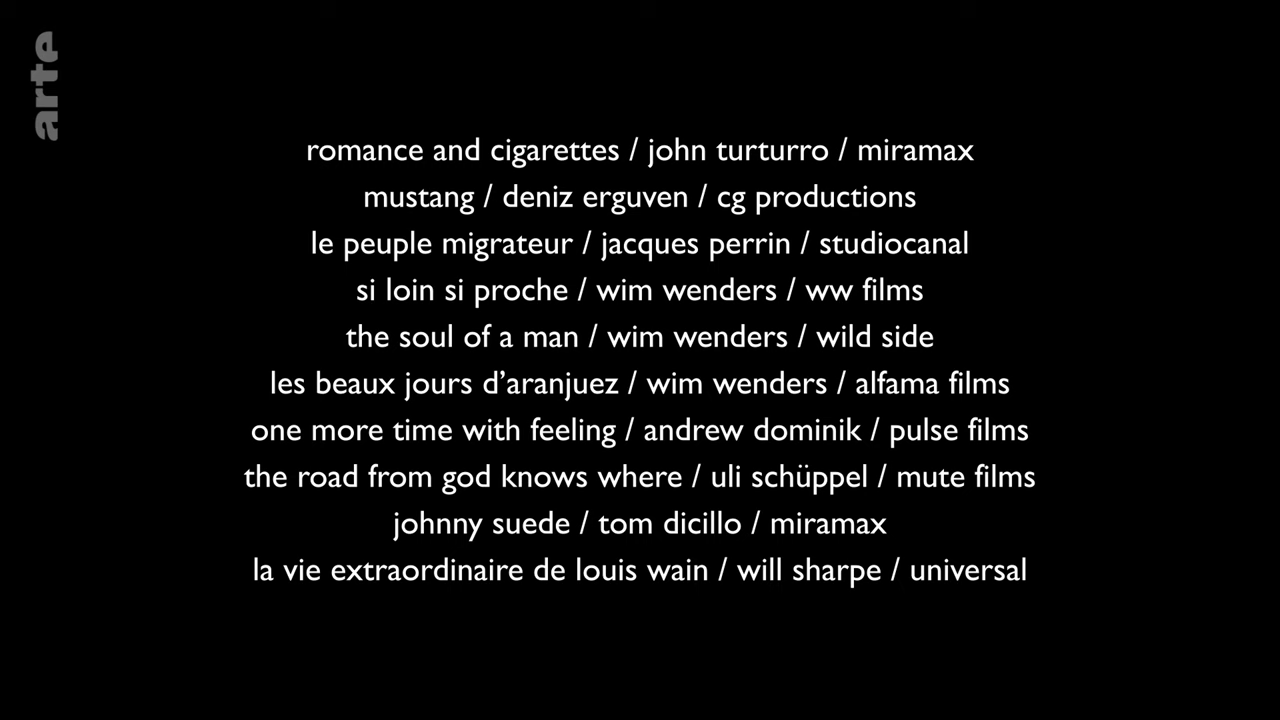 arte
romance and cigarettes / john turturro / miramax
mustang / deniz erguven / cg productions
le peuple migrateur / jacques perrin / studiocanal
si loin si proche / wim wenders / ww films
the soul of a man / wim wenders / wild side
les beaux jours d’aranjuez / wim wenders / alfama films
one more time with feeling / andrew dominik / pulse films
the road from god knows where / uli schüppel / mute films
johnny suede / tom dicillo / miramax
la vie extraordinaire de louis wain / will sharpe / universal